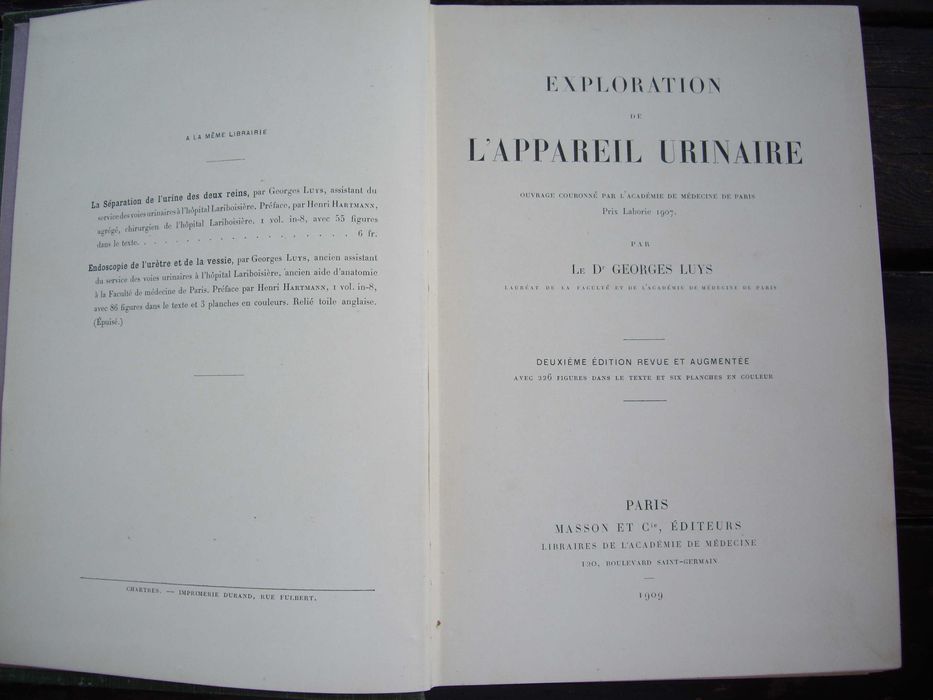 A LA MÊME LIBRAIRIE
La Séparation de l'urine des deux reins, par Georges LUYS, assistant du
service des voies urinaires à l'hôpital Lariboisière. Préface, par Henri HARTMANN,
agrégé, chirurgien de l'hôpital Lariboisière. 1 vol. in-8, avec 55 figures
dans le texte. . . . . . . . . . . . . . . . . . 6 fr.
Endoscopie de l'urètre et de la vessie, par Georges LUYS, ancien assistant
du service des voies urinaires à l'hôpital Lariboisière, ancien aide d'anatomie
à la Faculté de médecine de Paris. Préface par Henri HARTMANN, 1 vol. in-8,
avec 86 figures dans le texte et 3 planches en couleurs. Relié toile anglaise.
(Épuisé.)
CHARTRES. — IMPRIMERIE DURAND, RUE FULBERT.
EXPLORATION
DE
L'APPAREIL URINAIRE
OUVRAGE COURONNÉ PAR L'ACADÉMIE DE MÉDECINE DE PARIS
Prix Laborie 1907.
PAR
LE Dr GEORGES LUYS
LAURÉAT DE LA FACULTÉ ET DE L'ACADÉMIE DE MÉDECINE DE PARIS
DEUXIÈME ÉDITION REVUE ET AUGMENTÉE
AVEC 226 FIGURES DANS LE TEXTE ET SIX PLANCHES EN COULEUR
PARIS
MASSON ET Cie, ÉDITEURS
LIBRAIRES DE L'ACADÉMIE DE MÉDECINE
120, BOULEVARD SAINT-GERMAIN
1909